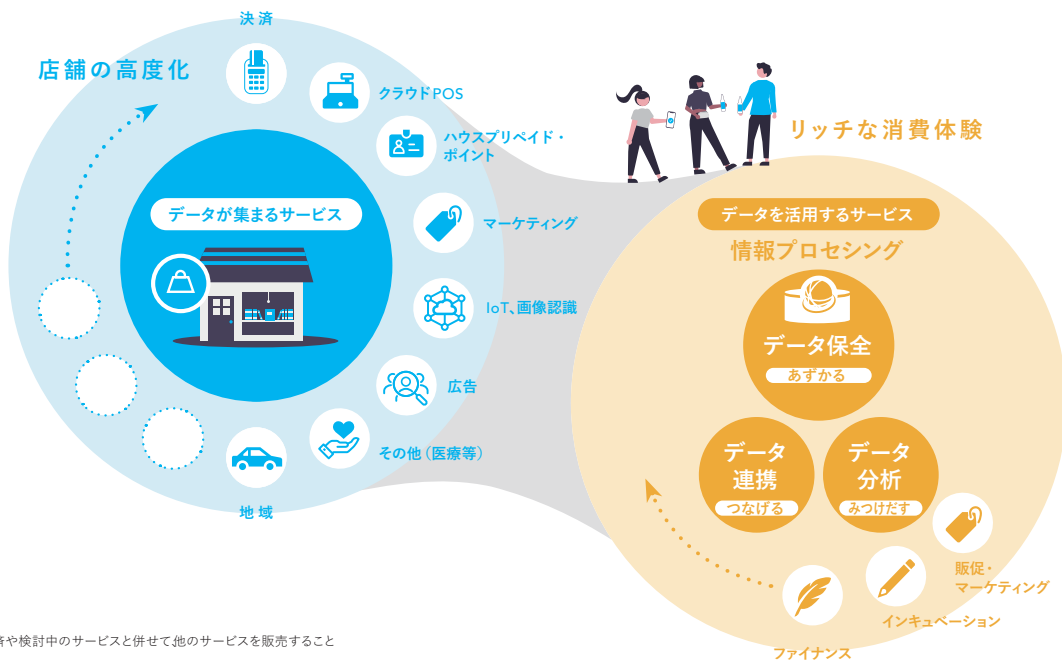 決済
店舗の高度化
クラウドPOS
ハウスプリペイド・
ポイント
データが集まるサービス
マーケティング
IoT、画像認識
広告
その他（医療等）
地域
リッチな消費体験
データを活用するサービス
情報プロセシング
データ保全
あずかる
データ
連携
つなげる
データ
分析
みつけだす
販促・
マーケティング
インキュベーション
ファイナンス
済や検討中のサービスと併せて他のサービスを販売すること